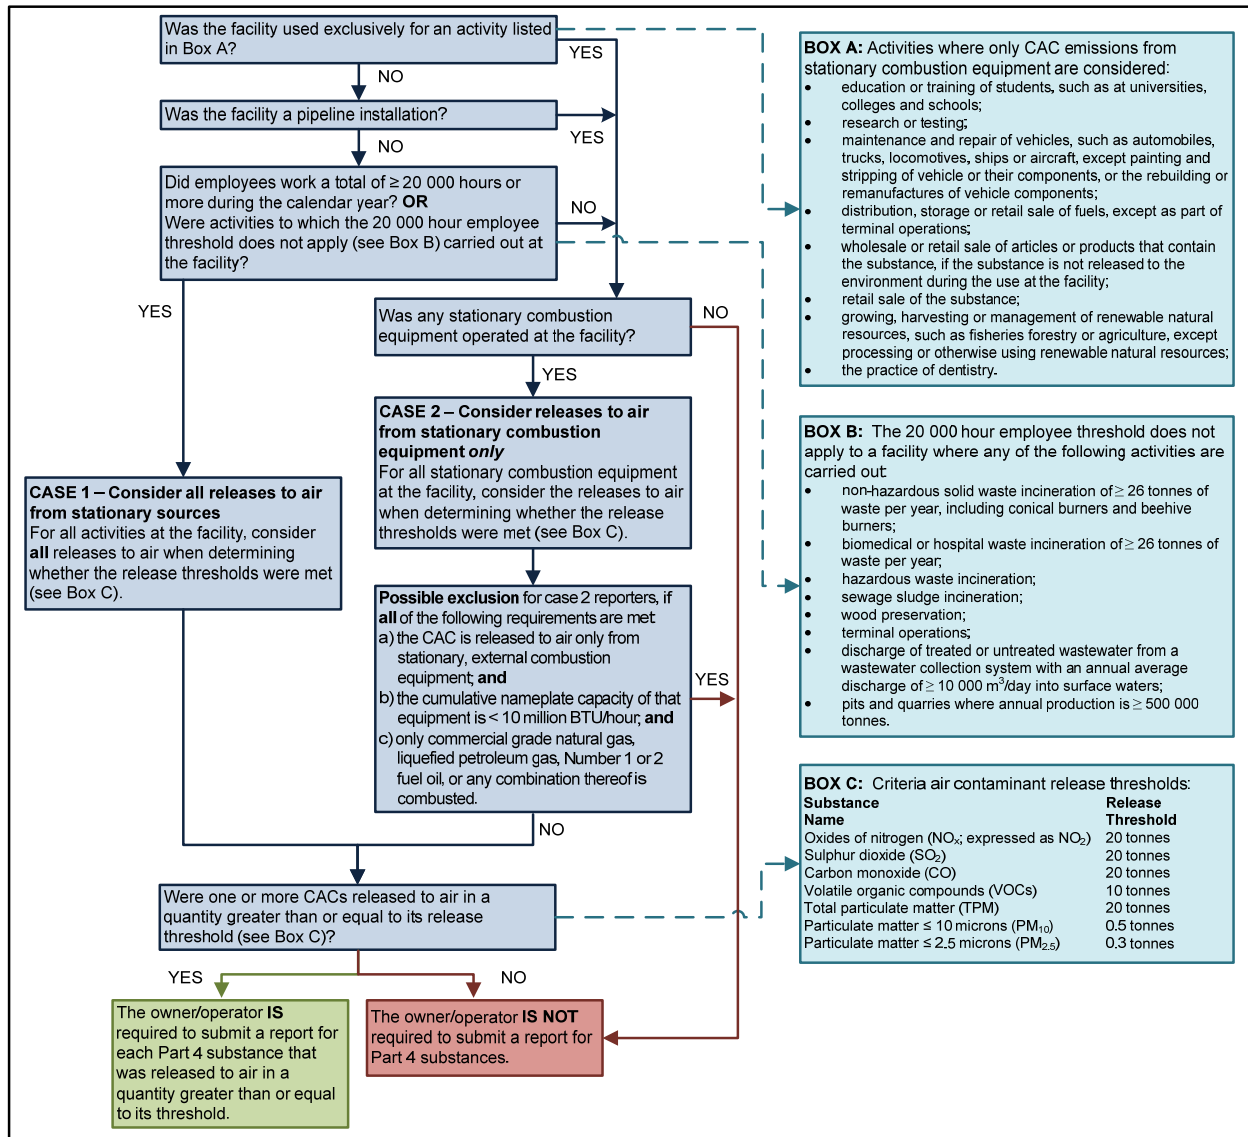 Was the facility used exclusively for an activity listed
in Box A?
YES
NO
Was the facility a pipeline installation?
YES
NO
Did employees work a total of ≥ 20 000 hours or
more during the calendar year? OR
Were activities to which the 20 000 hour employee
threshold does not apply (see Box B) carried out at
the facility?
NO
YES
Was any stationary combustion
equipment operated at the facility?
NO
YES
CASE 1 – Consider all releases to air
from stationary sources
For all activities at the facility, consider
all releases to air when determining
whether the release thresholds were met
(see Box C).
CASE 2 – Consider releases to air
from stationary combustion
equipment only
For all stationary combustion equipment
at the facility, consider the releases to air
when determining whether the release
thresholds were met (see Box C).
Possible exclusion for case 2 reporters, if
all of the following requirements are met:
a) the CAC is released to air only from
stationary, external combustion
equipment; and
b) the cumulative nameplate capacity of that
equipment is < 10 million BTU/hour; and
c) only commercial grade natural gas,
liquefied petroleum gas, Number 1 or 2
fuel oil, or any combination thereof is
combusted.
YES
NO
Were one or more CACs released to air in a
quantity greater than or equal to its release
threshold (see Box C)?
YES
NO
The owner/operator IS
required to submit a report for
each Part 4 substance that
was released to air in a
quantity greater than or equal
to its threshold.
The owner/operator IS NOT
required to submit a report for
Part 4 substances.
BOX A: Activities where only CAC emissions from
stationary combustion equipment are considered:
• education or training of students, such as at universities,
colleges and schools;
• research or testing;
• maintenance and repair of vehicles, such as automobiles,
trucks, locomotives, ships or aircraft, except painting and
stripping of vehicle or their components, or the rebuilding or
remanufactures of vehicle components;
• distribution, storage or retail sale of fuels, except as part of
terminal operations;
• wholesale or retail sale of articles or products that contain
the substance, if the substance is not released to the
environment during the use at the facility;
• retail sale of the substance;
• growing, harvesting or management of renewable natural
resources, such as fisheries forestry or agriculture, except
processing or otherwise using renewable natural resources;
• the practice of dentistry.
BOX B: The 20 000 hour employee threshold does not
apply to a facility where any of the following activities are
carried out:
• non-hazardous solid waste incineration of ≥ 26 tonnes of
waste per year, including conical burners and beehive
burners;
• biomedical or hospital waste incineration of ≥ 26 tonnes of
waste per year;
• hazardous waste incineration;
• sewage sludge incineration;
• wood preservation;
• terminal operations;
• discharge of treated or untreated wastewater from a
wastewater collection system with an annual average
discharge of ≥ 10 000 m³/day into surface waters;
• pits and quarries where annual production is ≥ 500 000
tonnes.
BOX C: Criteria air contaminant release thresholds:
Substance Release
Name Threshold
Oxides of nitrogen (NOₓ; expressed as NO₂) 20 tonnes
Sulphur dioxide (SO₂) 20 tonnes
Carbon monoxide (CO) 20 tonnes
Volatile organic compounds (VOCs) 10 tonnes
Total particulate matter (TPM) 20 tonnes
Particulate matter ≤ 10 microns (PM₁₀) 0.5 tonnes
Particulate matter ≤ 2.5 microns (PM₂.₅) 0.3 tonnes